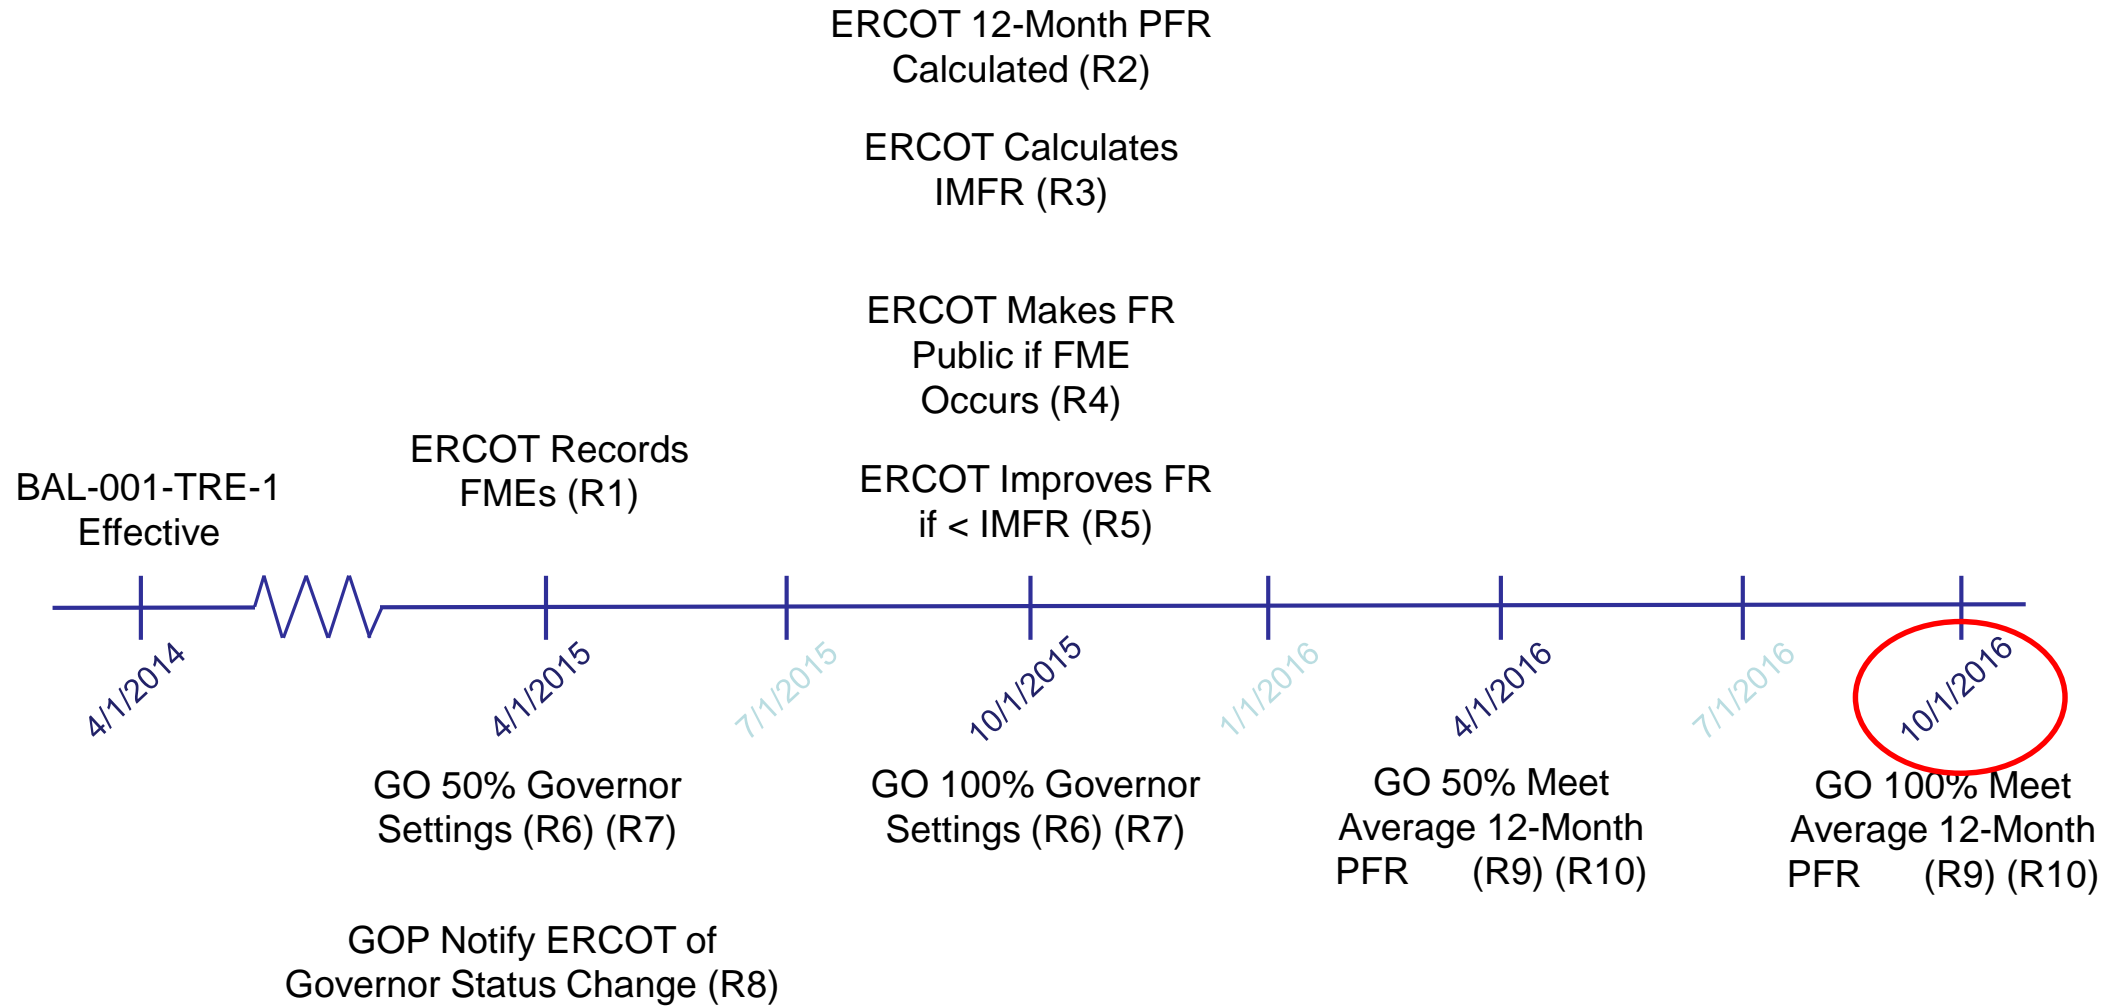 ERCOT 12-Month PFR
Calculated (R2)
ERCOT Calculates
IMFR (R3)
ERCOT Makes FR
Public if FME
Occurs (R4)
ERCOT Records
FMEs (R1)
ERCOT Improves FR
if < IMFR (R5)
BAL-001-TRE-1
Effective
4/1/2014
4/1/2015
7/1/2015
10/1/2015
1/1/2016
4/1/2016
7/1/2016
10/1/2016
GO 50% Governor
Settings (R6) (R7)
GO 100% Governor
Settings (R6) (R7)
GO 50% Meet
Average 12-Month
PFR (R9) (R10)
GO 100% Meet
Average 12-Month
PFR (R9) (R10)
GOP Notify ERCOT of
Governor Status Change (R8)